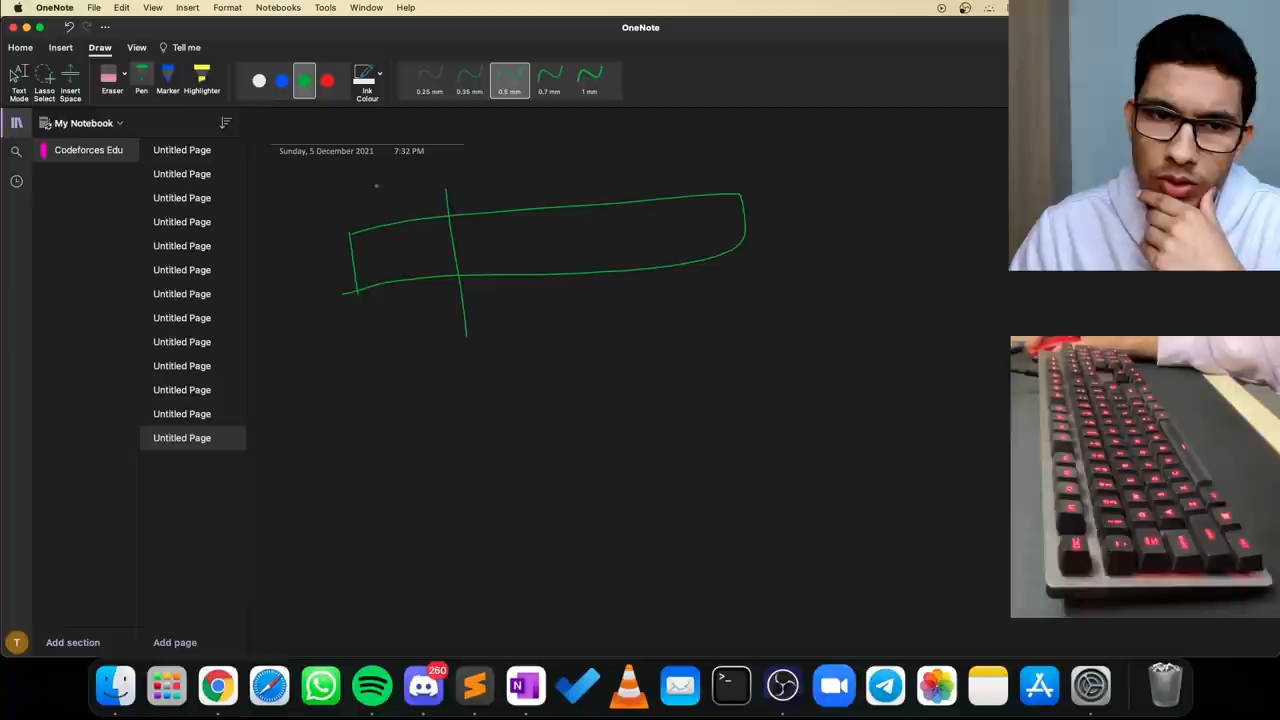 OneNote File Edit View Insert Format Notebooks Tools Window Help
OneNote
Home Insert Draw View Tell me
Text Mode
Lasso Select
Insert Space
Eraser
Pen
Marker
Highlighter
Ink Colour
0.25 mm
0.35 mm
0.5 mm
0.7 mm
1 mm
My Notebook
Codeforces Edu
Untitled Page
Untitled Page
Untitled Page
Untitled Page
Untitled Page
Untitled Page
Untitled Page
Untitled Page
Untitled Page
Untitled Page
Untitled Page
Untitled Page
Untitled Page
Sunday, 5 December 2021 7:32 PM
T
Add section
Add page
260